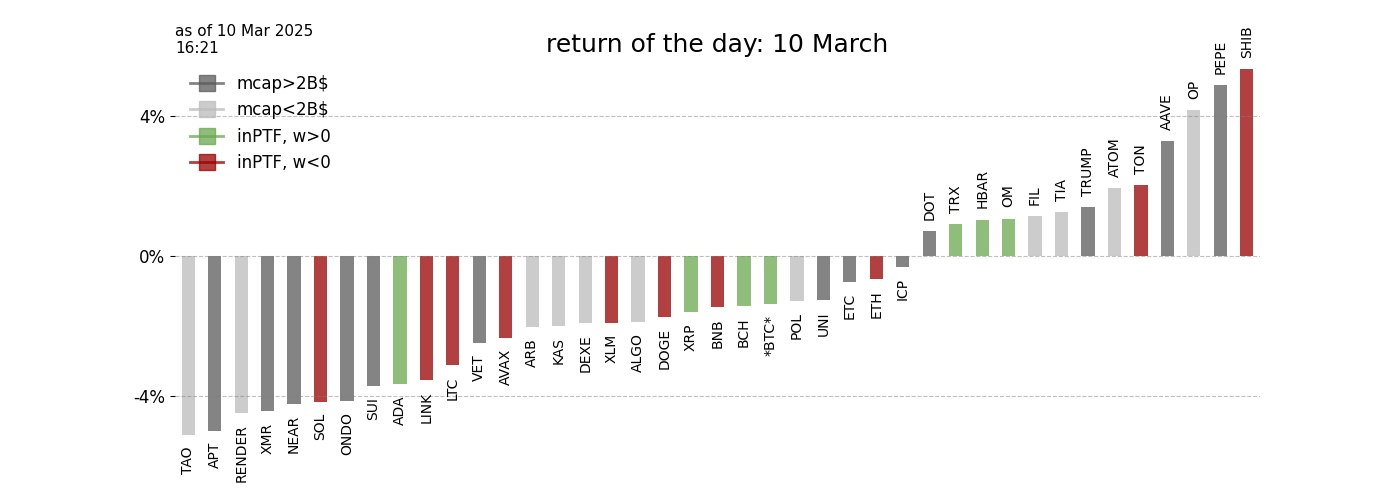 as of 10 Mar 2025
16:21
return of the day: 10 March
mcap>2B$
mcap<2B$
inPTF, w>0
inPTF, w<0
4%
0%
-4%
TAO
APT
RENDER
XMR
NEAR
SOL
ONDO
SUI
ADA
LINK
LTC
VET
AVAX
ARB
KAS
DEXE
XLM
ALGO
DOGE
XRP
BNB
BCH
*BTC*
POL
UNI
ETC
ETH
ICP
DOT
TRX
HBAR
OM
FIL
TIA
TRUMP
ATOM
TON
AAVE
OP
PEPE
SHIB